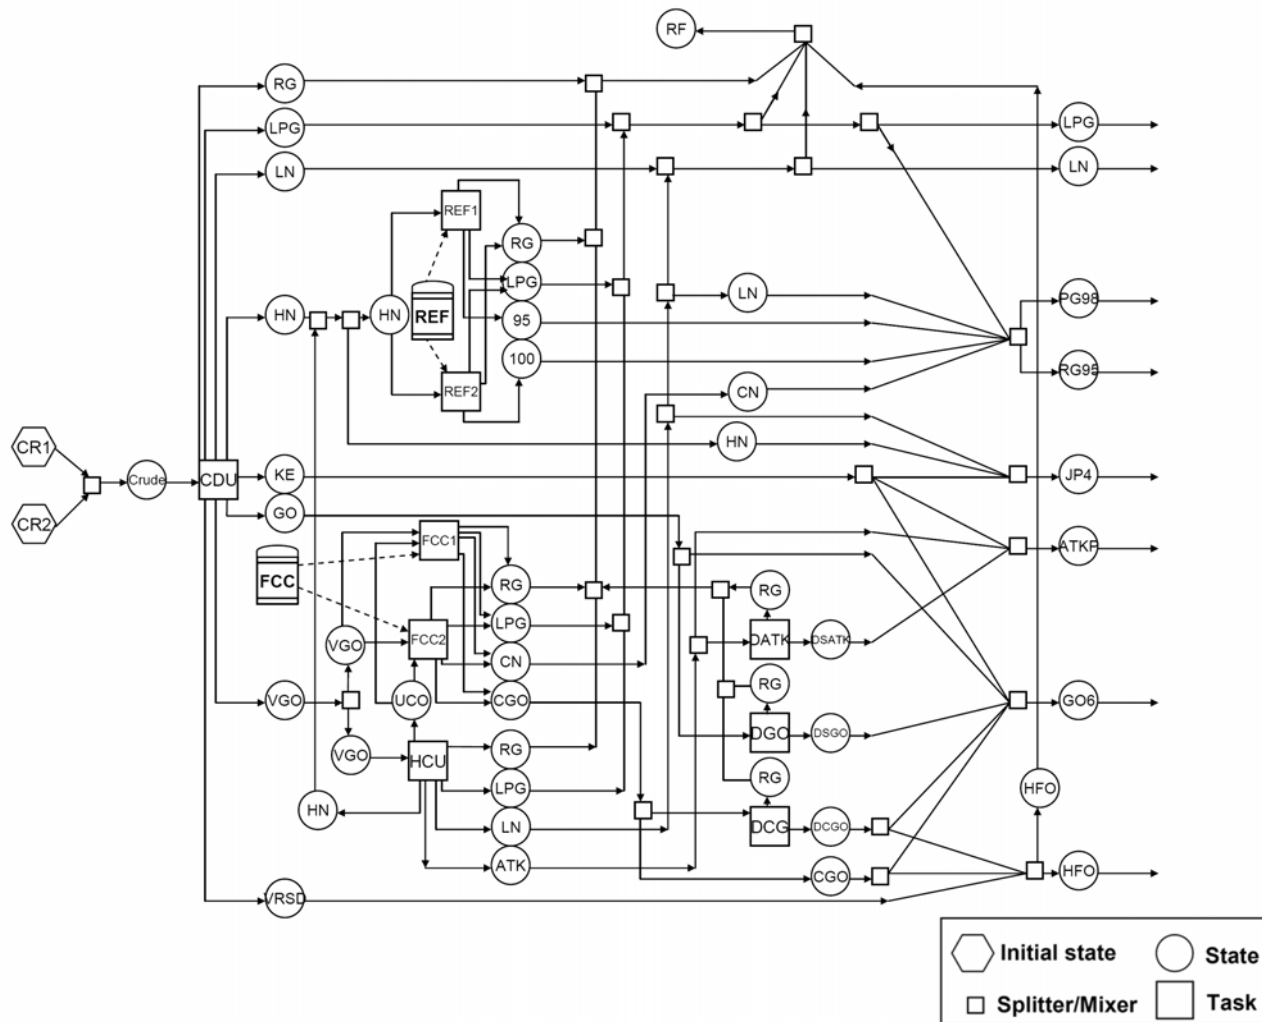 RF
RG
LPG
LPG
LN
LN
REF1
RG
LPG
LN
PG98
HN
HN
REF
95
100
RG95
REF2
CN
HN
CR1
KE
JP4
CDU
Crude
GO
CR2
FCC1
ATKP
FCC
RG
RG
LPG
FCC2
DATK
DSATK
VGO
CN
RG
VGO
UCO
CGO
GO6
DGO
DSGO
RG
VGO
HCU
RG
LPG
HFO
HN
LN
DCG
DCGO
ATK
CGO
HFO
VRSD
Initial state
State
Splitter/Mixer
Task